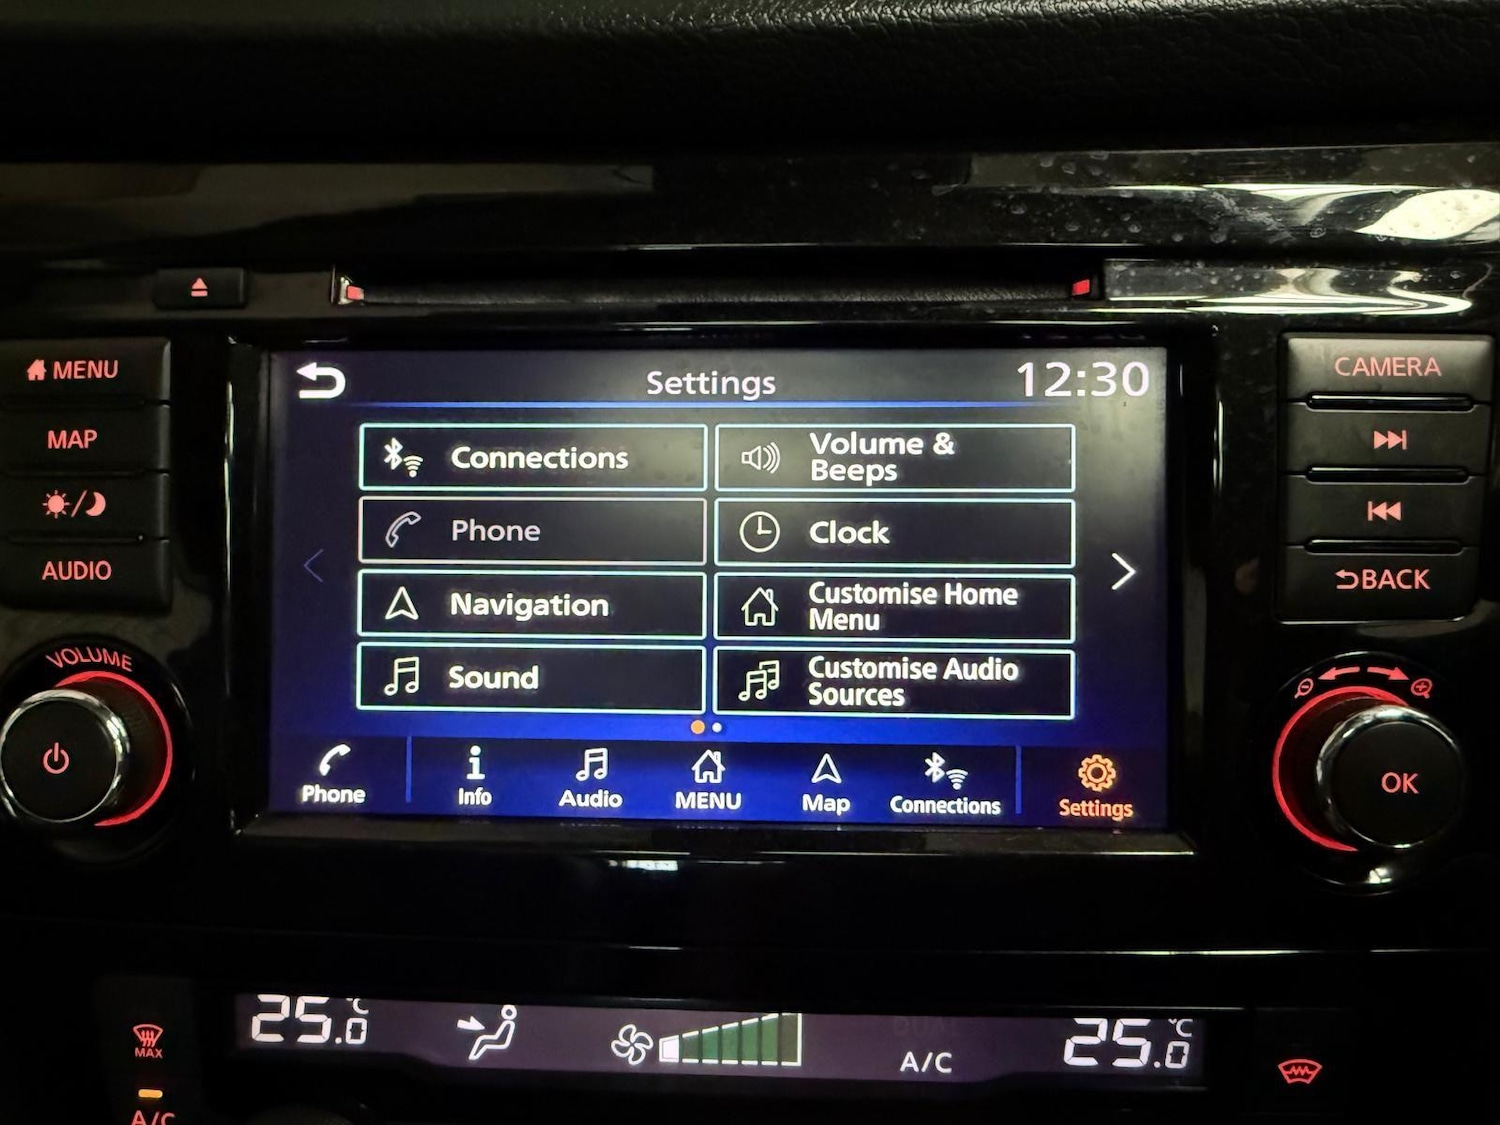 MENU
MAP
AUDIO
VOLUME
Settings
12:30
Connections
Phone
Navigation
Sound
Volume &
Beeps
Clock
Customise Home
Menu
Customise Audio
Sources
Phone
Info
Audio
MENU
Map
Connections
Settings
CAMERA
BACK
OK
MAX
A/C
25.0
°C
DUAL
A/C
25.0
°C